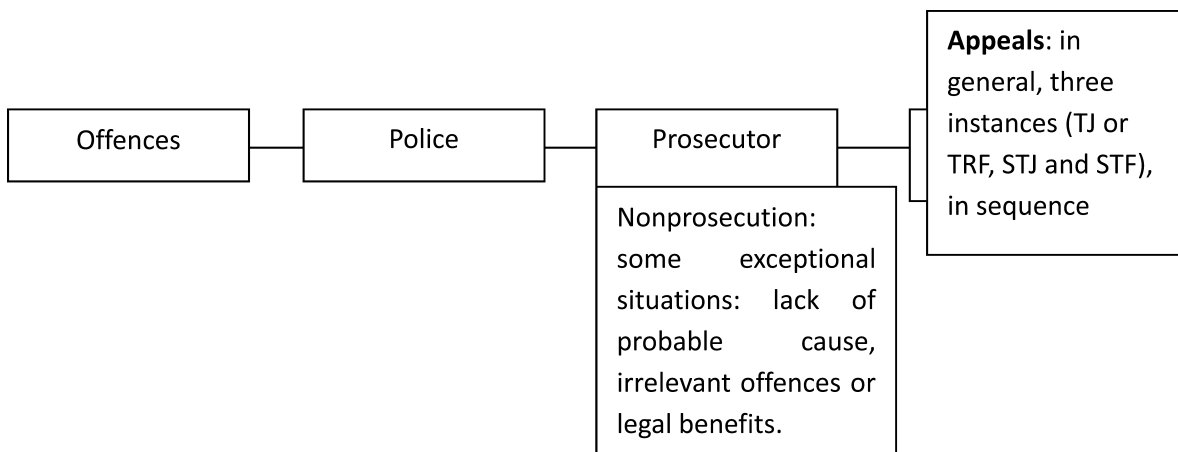 Offences
Police
Prosecutor
Nonprosecution:
some exceptional
situations: lack of
probable cause,
irrelevant offences or
legal benefits.
Appeals: in
general, three
instances (TJ or
TRF, STJ and STF),
in sequence